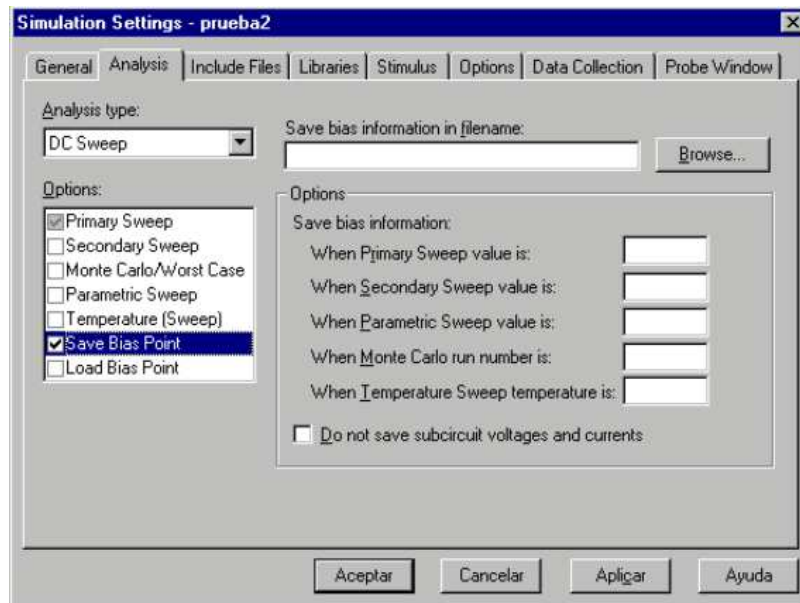 Simulation Settings - prueba2
General Analysis Include Files Libraries Stimulus Options Data Collection Probe Window
Analysis type:
DC Sweep
Options:
Primary Sweep
Secondary Sweep
Monte Carlo/Worst Case
Parametric Sweep
Temperature (Sweep)
Save Bias Point
Load Bias Point
Save bias information in filename:
Browse...
Options
Save bias information:
When Primary Sweep value is:
When Secondary Sweep value is:
When Parametric Sweep value is:
When Monte Carlo run number is:
When Temperature Sweep temperature is:
Do not save subcircuit voltages and currents
Aceptar Cancelar Aplicar Ayuda